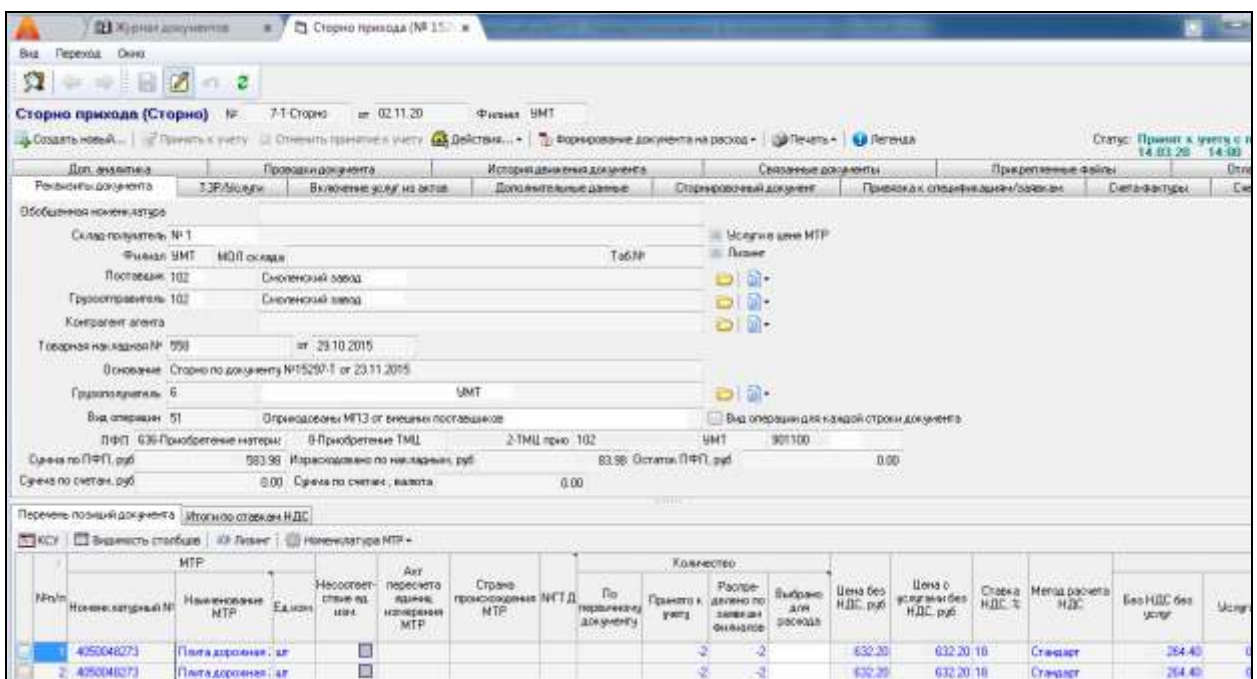 Журнал документов Сторно прихода (№ 152
Вид Переход Окно
Сторно прихода (Сторно) № 7-Т-Сторно от 02.11.20 Филиал УМТ
Создать новый... Принять к учету Отменить принятие к учету Действия... Формирование документа на расход Печать Легенда Статус: Принят к учету с
14.03.20 14:00
Доп. аналитика Проводки документа История движения документа Связанные документы Прикрепленные файлы
Реквизиты документа ТЗР/Услуги Включение услуг из актов Дополнительные данные Сторнировочный документ Привязка к спецификациям/заявкам Счета-фактуры
Обобщенная номенклатура
Склад-получатель № 1 Услуги в цене МТР
Филиал УМТ МОЛ склада Таб.№ Лизинг
Поставщик 102 Смоленский завод
Грузоотправитель 102 Смоленский завод
Контрагент агента
Товарная накладная № 558 от 29.10.2015
Основание Сторно по документу №15297-Т от 23.11.2015
Грузополучатель 6 УМТ
Вид операции 51 Оприходованы МПЗ от внешних поставщиков Вид операции для каждой строки документа
ПФП 636-Приобретение материа 8-Приобретение ТМЦ 2-ТМЦ прио 102 УМТ 901100
Сумма по ПФП, руб 583.98 Израсходовано по накладным, руб 83.98 Остаток ПФП, руб 0.00
Сумма по счетам, руб 0.00 Сумма по счетам, валюта 0.00
Перечень позиций документа Итоги по ставкам НДС
КСУ Видимость столбцов Лизинг Номенклатура МТР
МТР Количество
№п/п Номенклатурный № Наименование МТР Ед.изм Несоответствие ед. изм. Акт пересчета единиц измерения МТР Страна происхождения МТР №ГТД По первичному документу Принято к учету Распределено по заявкам филиалов Выбрано для расхода Цена без НДС, руб Цена с услугами без НДС, руб Ставка НДС, % Метод расчета НДС Без НДС без услуг
1 4050048273 Плита дорожная шт -2 -2 632.20 632.20 18 Стандарт 264.40
2 4050048273 Плита дорожная шт -2 -2 632.20 632.20 18 Стандарт 264.40